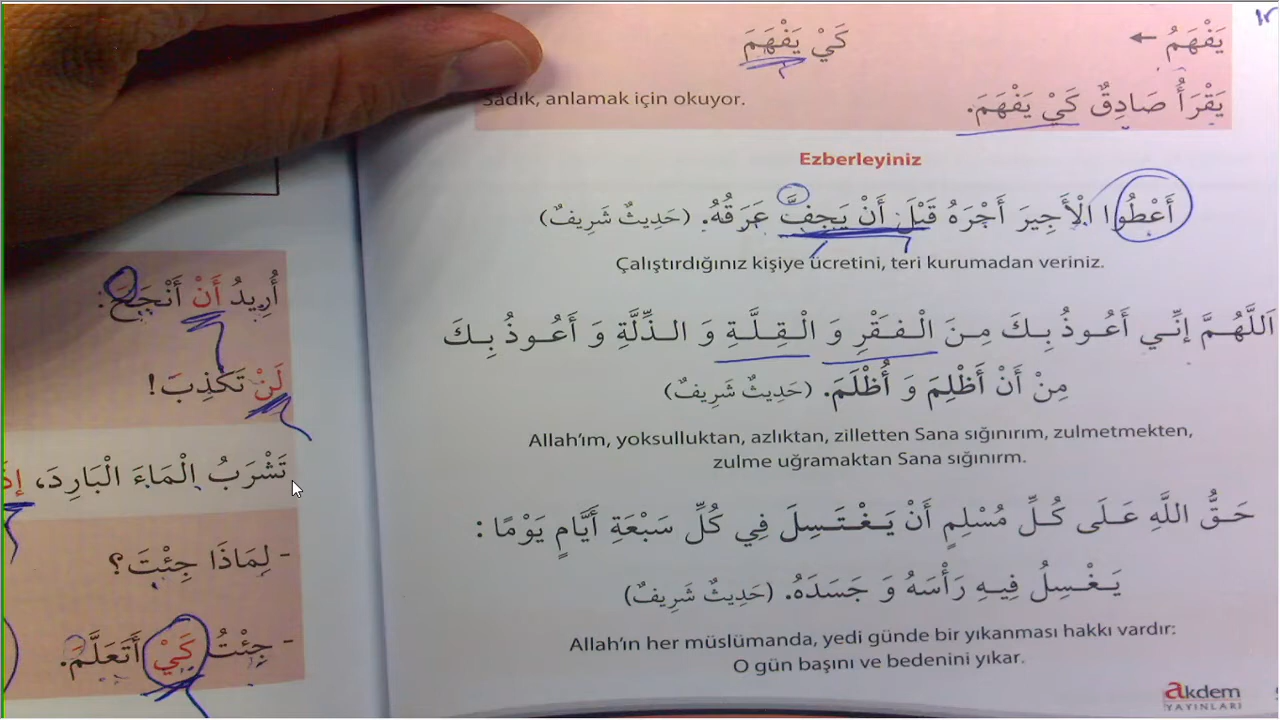 يَفْهَمُ ← كَيْ يَفْهَمَ
يَقْرَأُ صَادِقٌ كَيْ يَفْهَمَ.
Sadık, anlamak için okuyor.
Ezberleyiniz
أَعْطُوا الْأَجِيرَ أَجْرَهُ قَبْلَ أَنْ يَجِفَّ عَرَقُهُ. (حَدِيثٌ شَرِيفٌ)
Çalıştırdığınız kişiye ücretini, teri kurumadan veriniz.
اَللَّهُمَّ إِنِّي أَعُوذُ بِكَ مِنَ الْفَقْرِ وَ الْقِلَّةِ وَ الذِّلَّةِ وَ أَعُوذُ بِكَ
مِنْ أَنْ أَظْلِمَ وَ أُظْلَمَ. (حَدِيثٌ شَرِيفٌ)
Allah'ım, yoksulluktan, azlıktan, zilletten Sana sığınırım, zulmetmekten,
zulme uğramaktan Sana sığınırm.
حَقُّ اللَّهِ عَلَى كُلِّ مُسْلِمٍ أَنْ يَغْتَسِلَ فِي كُلِّ سَبْعَةِ أَيَّامٍ يَوْمًا :
يَغْسِلُ فِيهِ رَأْسَهُ وَ جَسَدَهُ. (حَدِيثٌ شَرِيفٌ)
Allah'ın her müslümanda, yedi günde bir yıkanması hakkı vardır:
O gün başını ve bedenini yıkar.
akdem
YAYINLARI
أُرِيدُ أَنْ أَنْجَحَ :
لَنْ تَكْذِبَ !
تَشْرَبُ الْمَاءَ الْبَارِدَ،
- لِمَاذَا جِئْتَ؟
- جِئْتُ كَيْ أَتَعَلَّمَ.